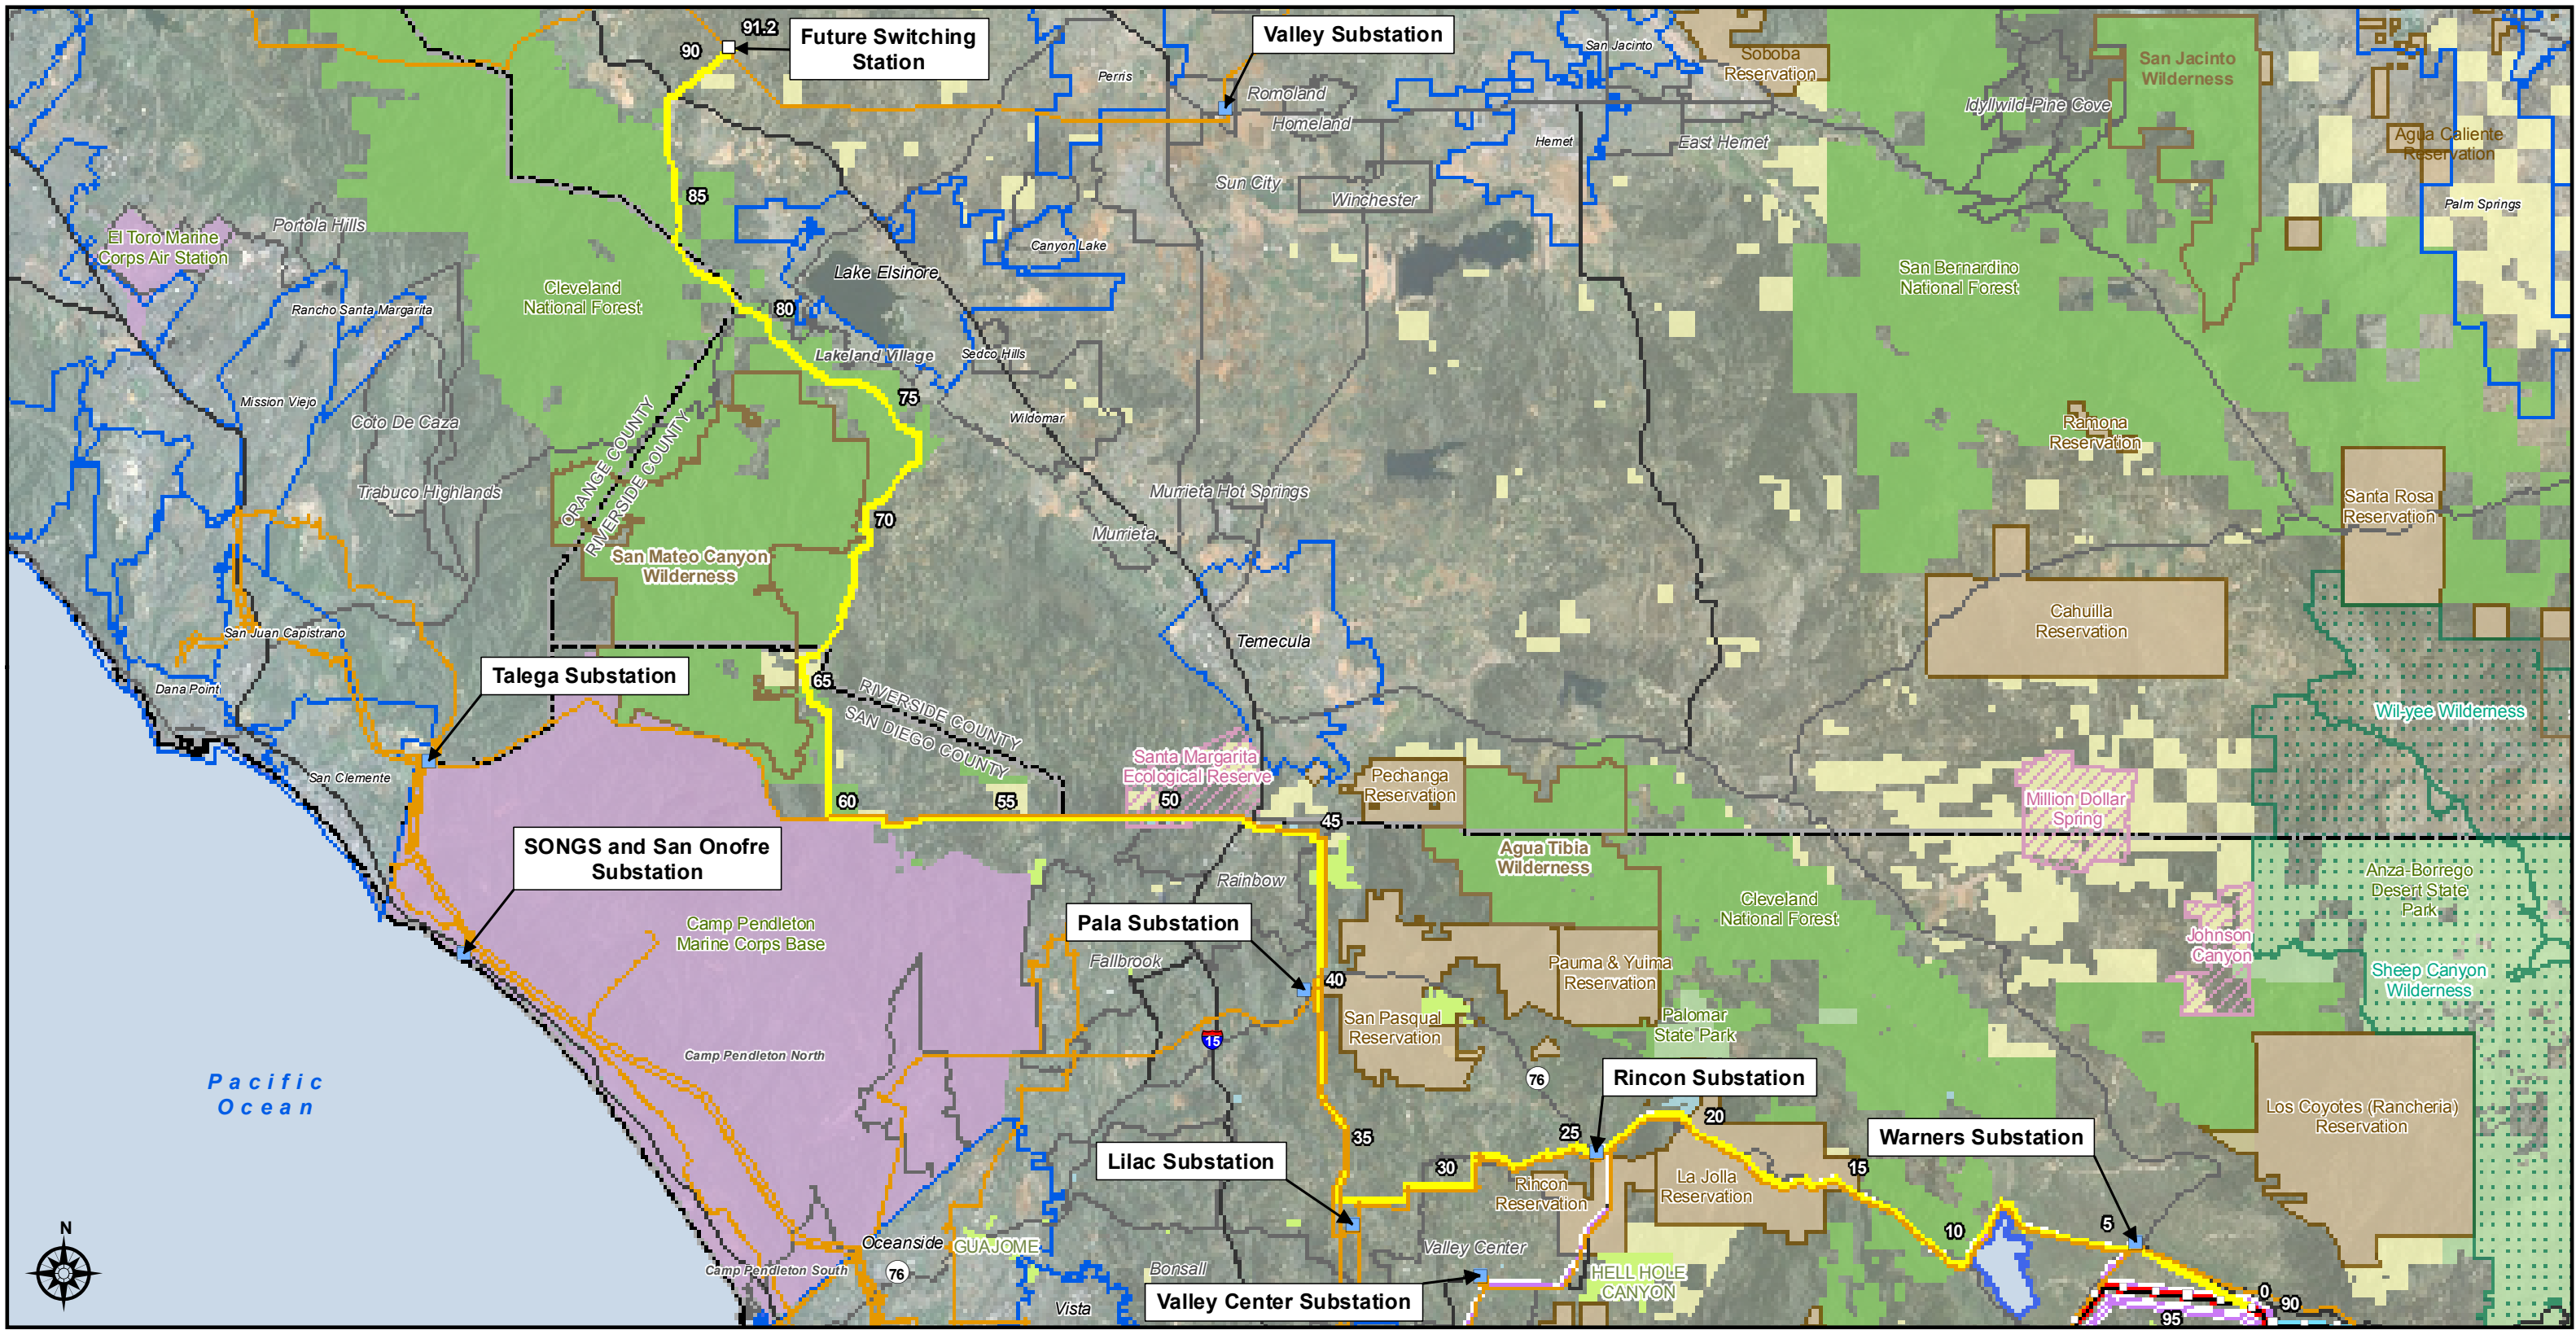 91.2
90
Future Switching
Station
Valley Substation
Perris
San Jacinto
Soboba
Reservation
San Jacinto
Wilderness
Romoland
Homeland
Idyllwild-Pine Cove
Hemet
East Hemet
Agua Caliente
Reservation
Sun City
Winchester
Palm Springs
85
Portola Hills
El Toro Marine
Corps Air Station
Canyon Lake
Lake Elsinore
San Bernardino
National Forest
Cleveland
National Forest
Rancho Santa Margarita
80
Lakeland Village
Sedco Hills
75
Mission Viejo
Coto De Caza
Wildomar
Ramona
Reservation
ORANGE COUNTY
RIVERSIDE COUNTY
Trabuco Highlands
Murrieta Hot Springs
Santa Rosa
Reservation
70
Murrieta
San Mateo Canyon
Wilderness
Cahuilla
Reservation
San Juan Capistrano
Temecula
Talega Substation
65
Dana Point
RIVERSIDE COUNTY
SAN DIEGO COUNTY
Wil-yee Wilderness
San Clemente
Santa Margarita
Ecological Reserve
Pechanga
Reservation
60
55
50
45
Million Dollar
Spring
SONGS and San Onofre
Substation
Agua Tibia
Wilderness
Rainbow
Anza-Borrego
Desert State
Park
Cleveland
National Forest
Pala Substation
Camp Pendleton
Marine Corps Base
Johnson
Canyon
Fallbrook
40
Pauma & Yuima
Reservation
Sheep Canyon
Wilderness
San Pasqual
Reservation
Palomar
State Park
15
Camp Pendleton North
Pacific
Ocean
76
Rincon Substation
Los Coyotes (Rancheria)
Reservation
20
35
25
Warners Substation
Lilac Substation
30
15
Rincon
Reservation
La Jolla
Reservation
N
10
5
Oceanside
GUAJOME
Valley Center
76
Camp Pendleton South
Bonsall
HELL HOLE
CANYON
Valley Center Substation
Vista
0
90
95